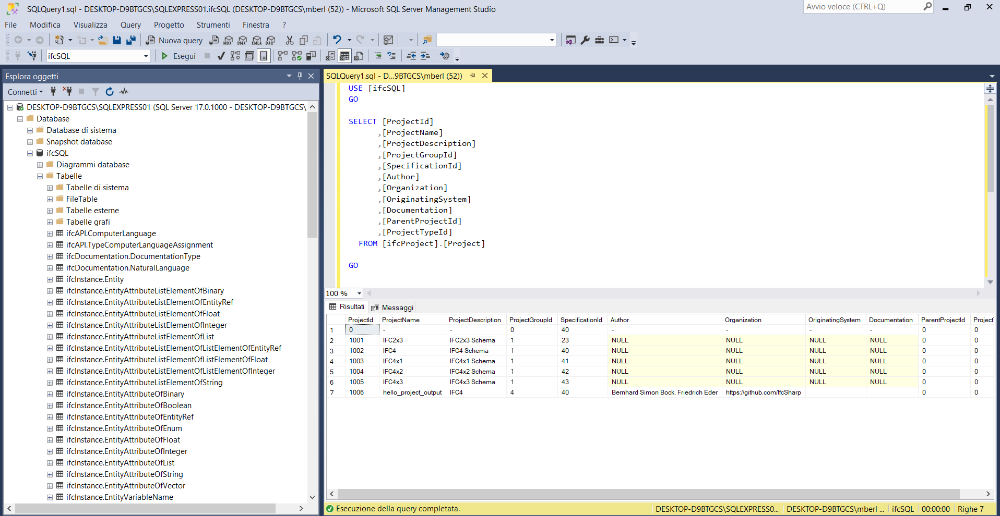 SQLQuery1.sql - DESKTOP-D9BTGCS\SQLEXPRESS01.ifcSQL (DESKTOP-D9BTGCS\mberl (52)) - Microsoft SQL Server Management Studio
Avvio veloce (CTRL+Q)
File Modifica Visualizza Query Progetto Strumenti Finestra ?
Nuova query MDX DMX XMLA DAX
ifcSQL Esegui
Esplora oggetti
Connetti
DESKTOP-D9BTGCS\SQLEXPRESS01 (SQL Server 17.0.1000 - DESKTOP-D9BTGCS\
Database
Database di sistema
Snapshot database
ifcSQL
Diagrammi database
Tabelle
Tabelle di sistema
FileTable
Tabelle esterne
Tabelle grafi
ifcAPI.ComputerLanguage
ifcAPI.TypeComputerLanguageAssignment
ifcDocumentation.DocumentationType
ifcDocumentation.NaturalLanguage
ifcInstance.Entity
ifcInstance.EntityAttributeListElementOfBinary
ifcInstance.EntityAttributeListElementOfEntityRef
ifcInstance.EntityAttributeListElementOfFloat
ifcInstance.EntityAttributeListElementOfInteger
ifcInstance.EntityAttributeListElementOfList
ifcInstance.EntityAttributeListElementOfListElementOfEntityRef
ifcInstance.EntityAttributeListElementOfListElementOfFloat
ifcInstance.EntityAttributeListElementOfListElementOfInteger
ifcInstance.EntityAttributeListElementOfString
ifcInstance.EntityAttributeOfBinary
ifcInstance.EntityAttributeOfBoolean
ifcInstance.EntityAttributeOfEntityRef
ifcInstance.EntityAttributeOfEnum
ifcInstance.EntityAttributeOfFloat
ifcInstance.EntityAttributeOfInteger
ifcInstance.EntityAttributeOfList
ifcInstance.EntityAttributeOfString
ifcInstance.EntityAttributeOfVector
ifcInstance.EntityVariableName
SQLQuery1.sql - D...9BTGCS\mberl (52))
USE [ifcSQL]
GO
SELECT [ProjectId]
,[ProjectName]
,[ProjectDescription]
,[ProjectGroupId]
,[SpecificationId]
,[Author]
,[Organization]
,[OriginatingSystem]
,[Documentation]
,[ParentProjectId]
,[ProjectTypeId]
FROM [ifcProject].[Project]
GO
100 %
Risultati Messaggi
ProjectId ProjectName ProjectDescription ProjectGroupId SpecificationId Author Organization OriginatingSystem Documentation ParentProjectId Project
1 0 - - 0 40 - - - - 0 0
2 1001 IFC2x3 IFC2x3 Schema 1 23 NULL NULL NULL NULL 0 0
3 1002 IFC4 IFC4 Schema 1 40 NULL NULL NULL NULL 0 0
4 1003 IFC4x1 IFC4x1 Schema 1 41 NULL NULL NULL NULL 0 0
5 1004 IFC4x2 IFC4x2 Schema 1 42 NULL NULL NULL NULL 0 0
6 1005 IFC4x3 IFC4x3 Schema 1 43 NULL NULL NULL NULL 0 0
7 1006 hello_project_output IFC4 4 40 Bernhard Simon Bock, Friedrich Eder https://github.com/IfcSharp 0 0
Esecuzione della query completata. DESKTOP-D9BTGCS\SQLEXPRESS0... DESKTOP-D9BTGCS\mberl ... ifcSQL 00:00:00 Righe 7